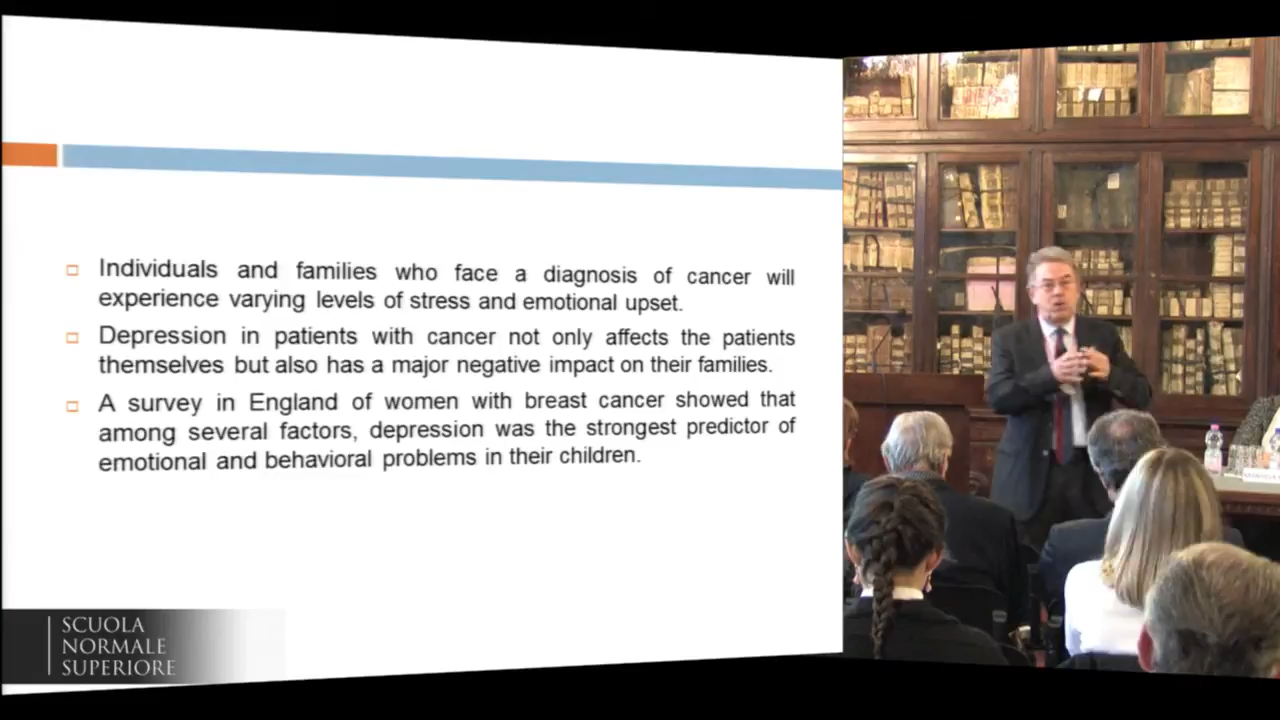 Individuals and families who face a diagnosis of cancer will
experience varying levels of stress and emotional upset.
Depression in patients with cancer not only affects the patients
themselves but also has a major negative impact on their families.
A survey in England of women with breast cancer showed that
among several factors, depression was the strongest predictor of
emotional and behavioral problems in their children.
SCUOLA
NORMALE
SUPERIORE